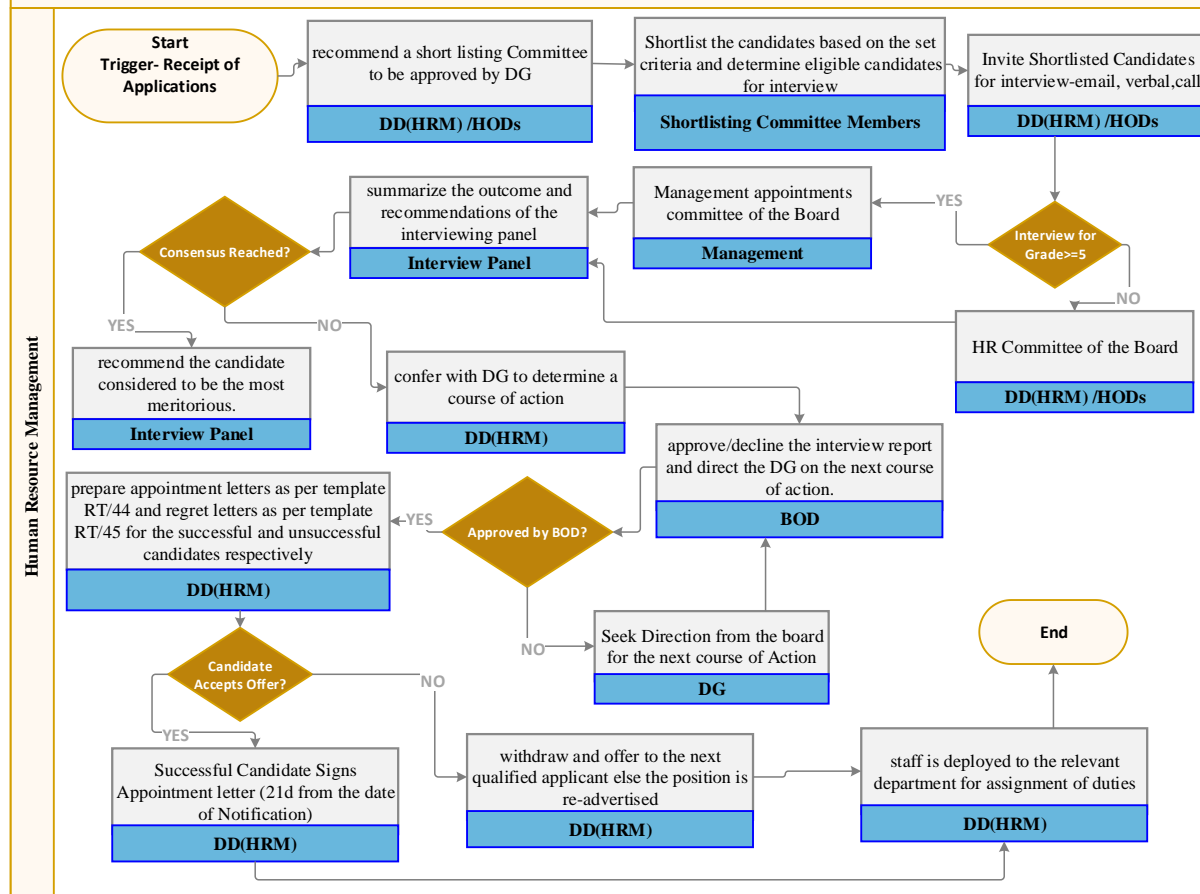 Human Resource Management
Start
Trigger- Receipt of
Applications
recommend a short listing Committee
to be approved by DG
DD(HRM) /HODs
Shortlist the candidates based on the set
criteria and determine eligible candidates
for interview
Shortlisting Committee Members
Invite Shortlisted Candidates
for interview-email, verbal,call
DD(HRM) /HODs
Interview for
Grade>=5
YES
NO
Management appointments
committee of the Board
Management
HR Committee of the Board
DD(HRM) /HODs
summarize the outcome and
recommendations of the
interviewing panel
Interview Panel
Consensus Reached?
YES
NO
recommend the candidate
considered to be the most
meritorious.
Interview Panel
confer with DG to determine a
course of action
DD(HRM)
approve/decline the interview report
and direct the DG on the next course
of action.
BOD
Approved by BOD?
YES
NO
prepare appointment letters as per template
RT/44 and regret letters as per template
RT/45 for the successful and unsuccessful
candidates respectively
DD(HRM)
Seek Direction from the board
for the next course of Action
DG
Candidate
Accepts Offer?
YES
NO
Successful Candidate Signs
Appointment letter (21d from the date
of Notification)
DD(HRM)
withdraw and offer to the next
qualified applicant else the position is
re-advertised
DD(HRM)
staff is deployed to the relevant
department for assignment of duties
DD(HRM)
End